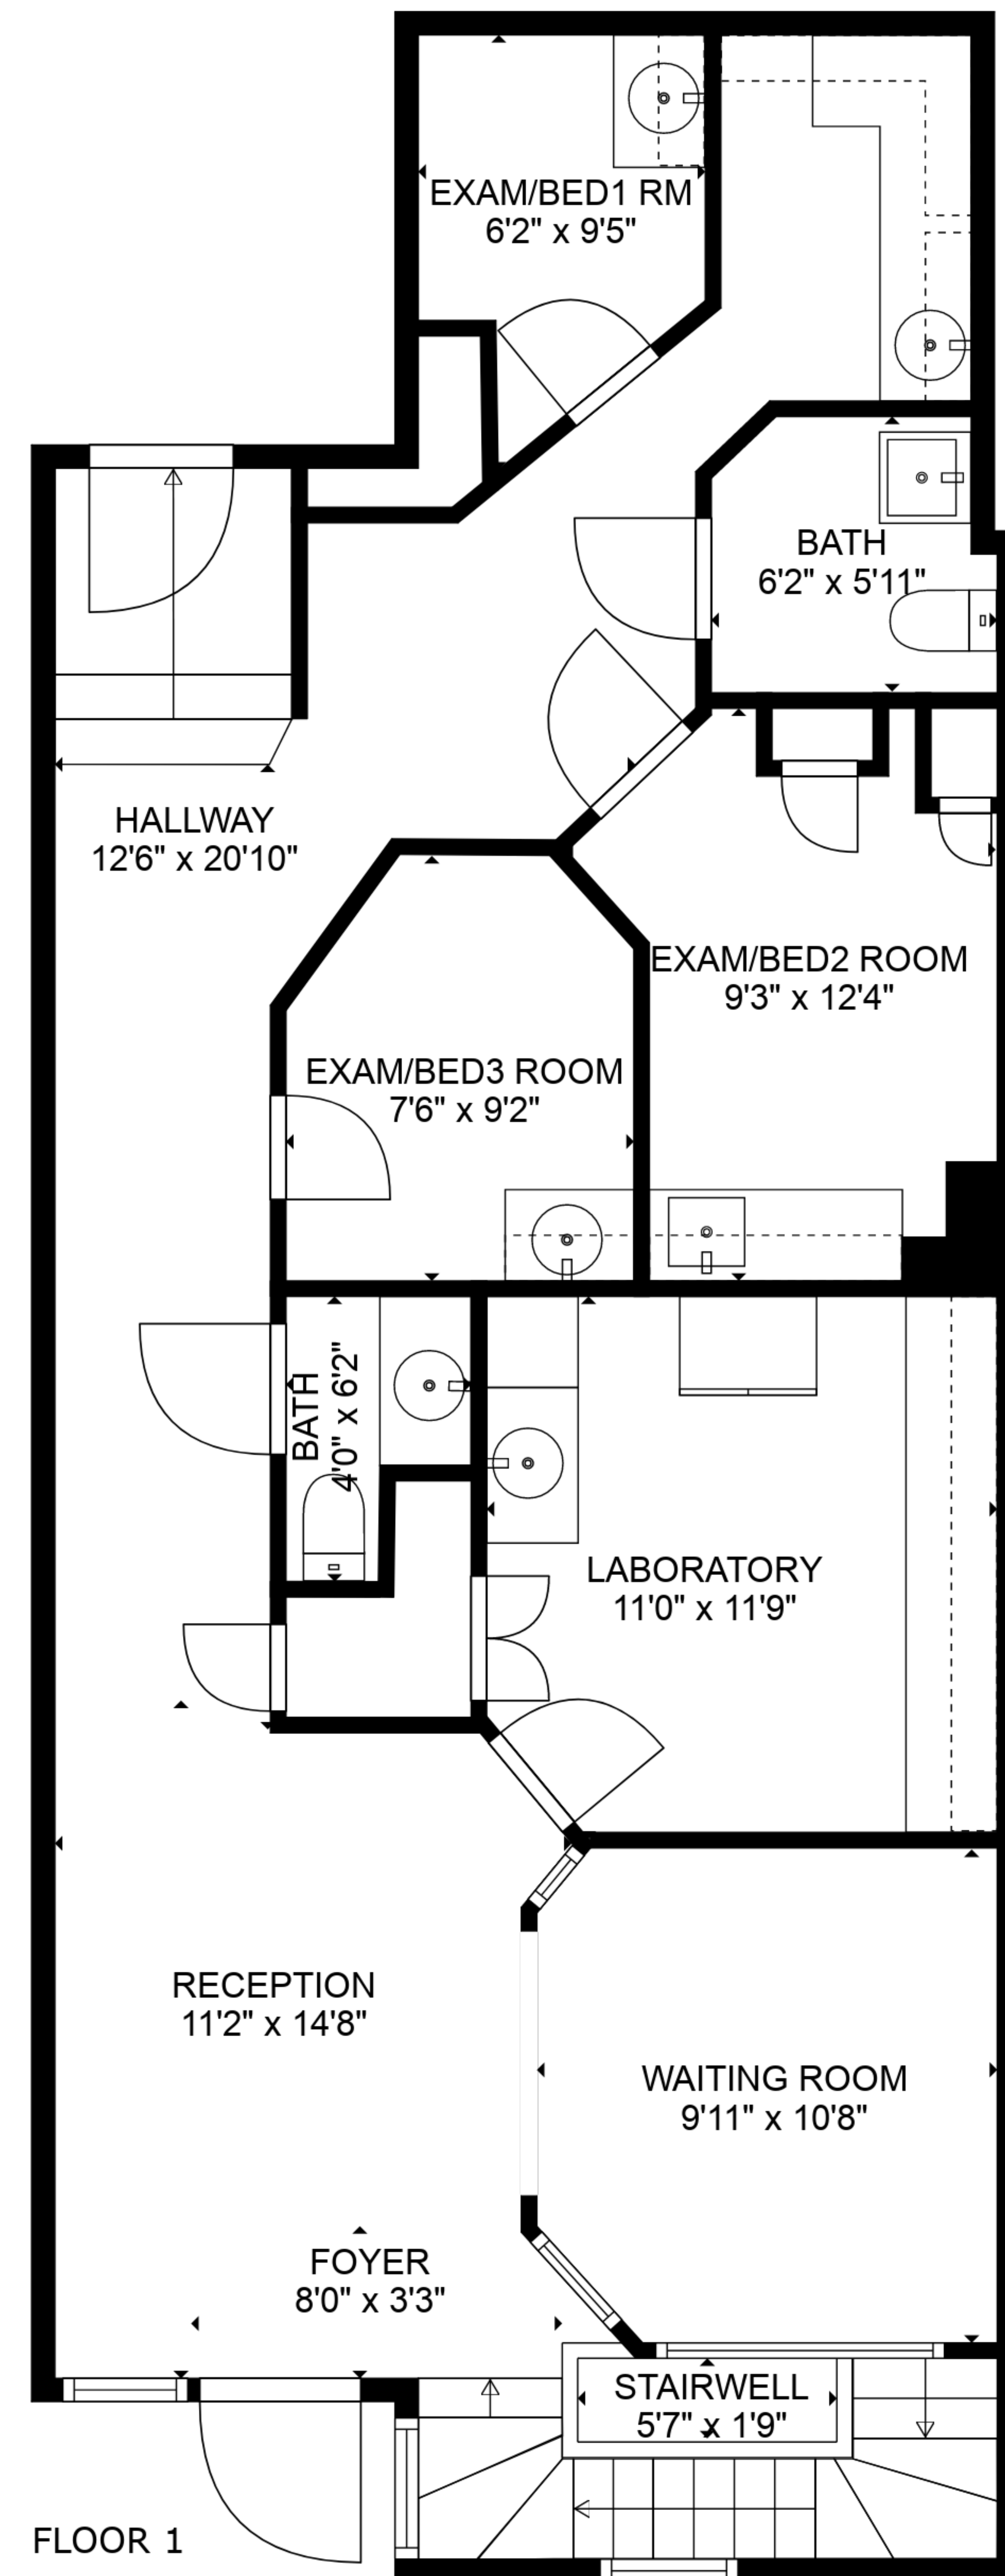 EXAM/BED1 RM
6'2" x 9'5"
BATH
6'2" x 5'11"
HALLWAY
12'6" x 20'10"
EXAM/BED2 ROOM
9'3" x 12'4"
EXAM/BED3 ROOM
7'6" x 9'2"
BATH
4'0" x 6'2"
LABORATORY
11'0" x 11'9"
RECEPTION
11'2" x 14'8"
WAITING ROOM
9'11" x 10'8"
FOYER
8'0" x 3'3"
STAIRWELL
5'7" x 1'9"
FLOOR 1